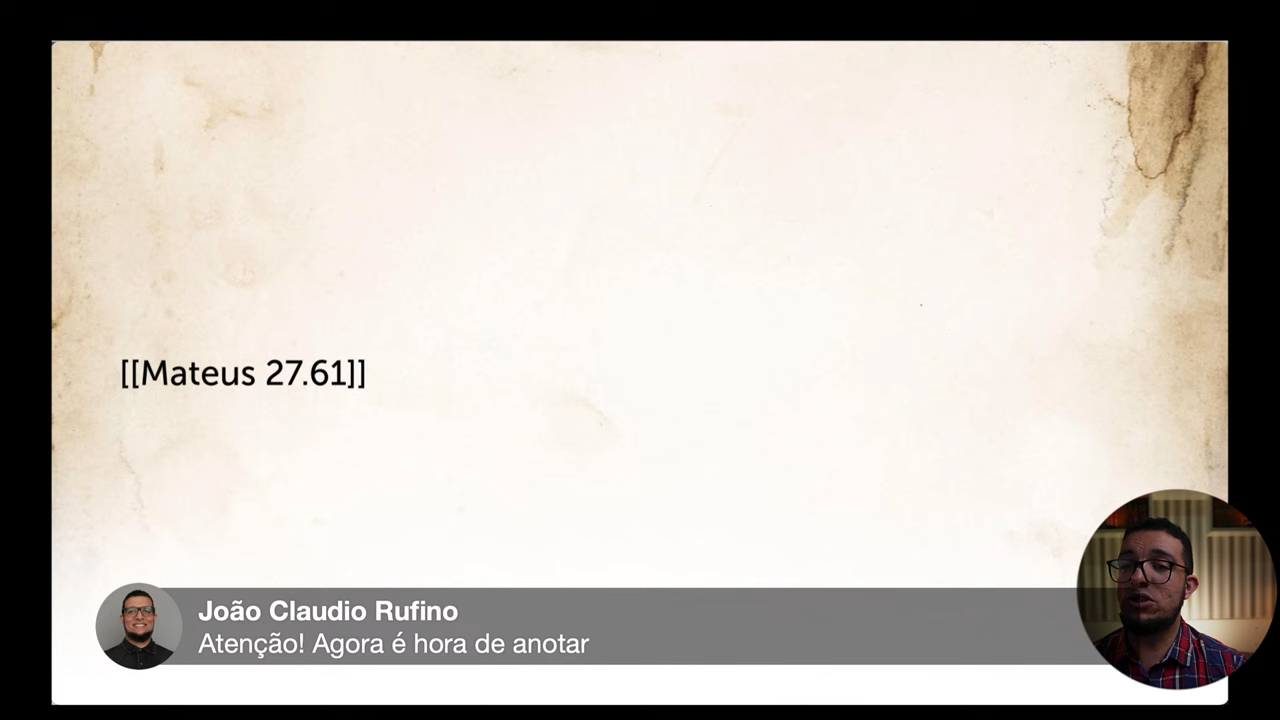 [[Mateus 27.61]]
João Claudio Rufino
Atenção! Agora é hora de anotar